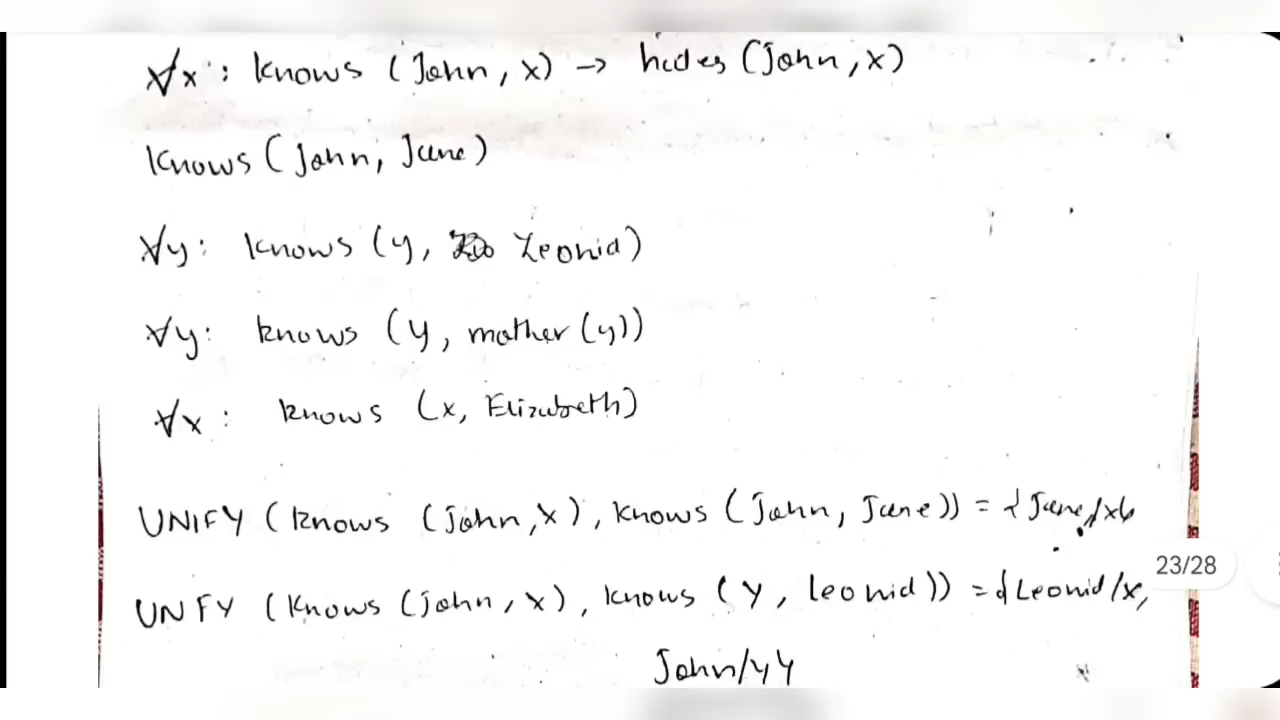 ∀x : knows (John, x) → hides (John, x)
knows (John, Jane)
∀y : knows (y, Leonid)
∀y : knows (y, mother (y))
∀x : knows (x, Elizabeth)
UNIFY (knows (John, x), knows (John, Jane)) = {Jane/x}
UNFY (knows (John, x), knows (y, leonid)) = {Leonid/x,
23/28
John/y}